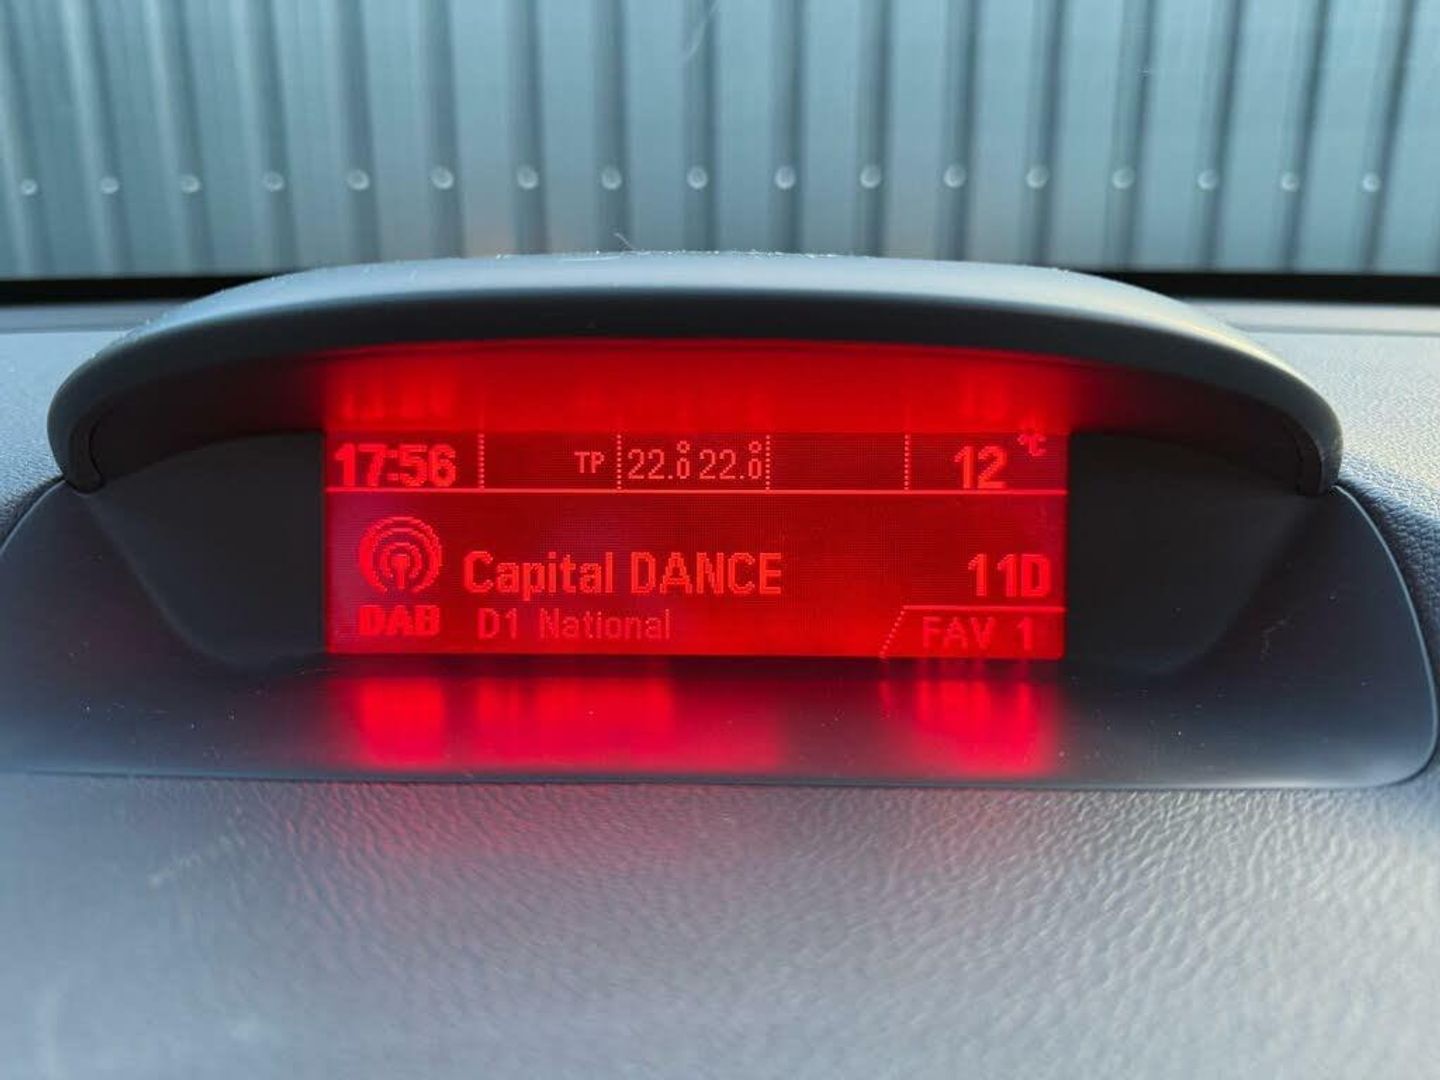 17:56 TP 22.0° 22.0° 12 °C
Capital DANCE 11D
DAB D1 National FAV 1